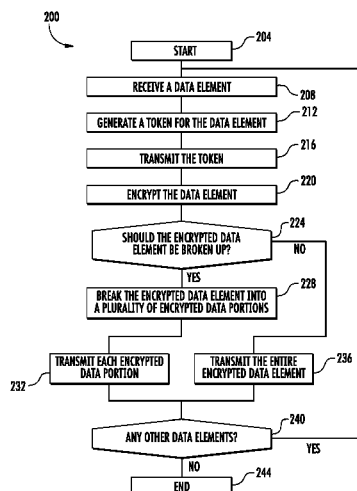 200
START
204
RECEIVE A DATA ELEMENT
208
212
GENERATE A TOKEN FOR THE DATA ELEMENT
216
TRANSMIT THE TOKEN
220
ENCRYPT THE DATA ELEMENT
224
SHOULD THE ENCRYPTED DATA
ELEMENT BE BROKEN UP?
NO
YES
228
BREAK THE ENCRYPTED DATA ELEMENT INTO
A PLURALITY OF ENCRYPTED DATA PORTIONS
TRANSMIT EACH ENCRYPTED
DATA PORTION
232
TRANSMIT THE ENTIRE
ENCRYPTED DATA ELEMENT
236
240
ANY OTHER DATA ELEMENTS?
YES
NO
END
244